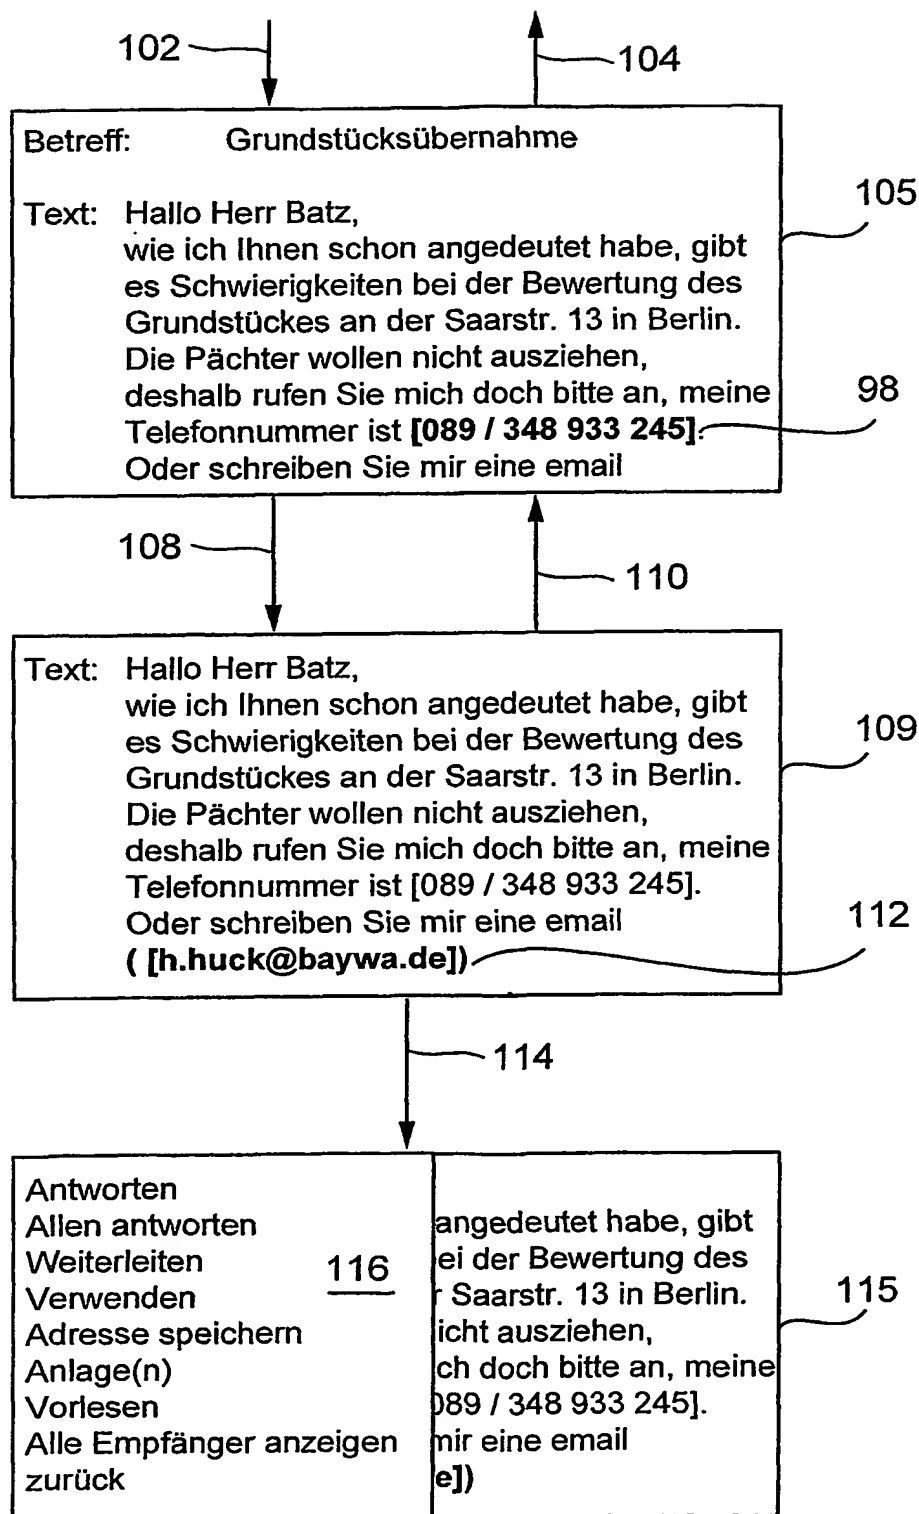 102
104
Betreff: Grundstücksübernahme
105
Text: Hallo Herr Batz,
wie ich Ihnen schon angedeutet habe, gibt
es Schwierigkeiten bei der Bewertung des
Grundstückes an der Saarstr. 13 in Berlin.
Die Pächter wollen nicht ausziehen,
deshalb rufen Sie mich doch bitte an, meine
98
Telefonnummer ist [089 / 348 933 245].
Oder schreiben Sie mir eine email
108
110
Text: Hallo Herr Batz,
wie ich Ihnen schon angedeutet habe, gibt
109
es Schwierigkeiten bei der Bewertung des
Grundstückes an der Saarstr. 13 in Berlin.
Die Pächter wollen nicht ausziehen,
deshalb rufen Sie mich doch bitte an, meine
Telefonnummer ist [089 / 348 933 245].
Oder schreiben Sie mir eine email
112
( [h.huck@baywa.de])
114
Antworten
Allen antworten
Weiterleiten
Verwenden
Adresse speichern
Anlage(n)
Vorlesen
Alle Empfänger anzeigen
zurück
116
angedeutet habe, gibt
ei der Bewertung des
r Saarstr. 13 in Berlin.
icht ausziehen,
ch doch bitte an, meine
089 / 348 933 245].
mir eine email
e])
115